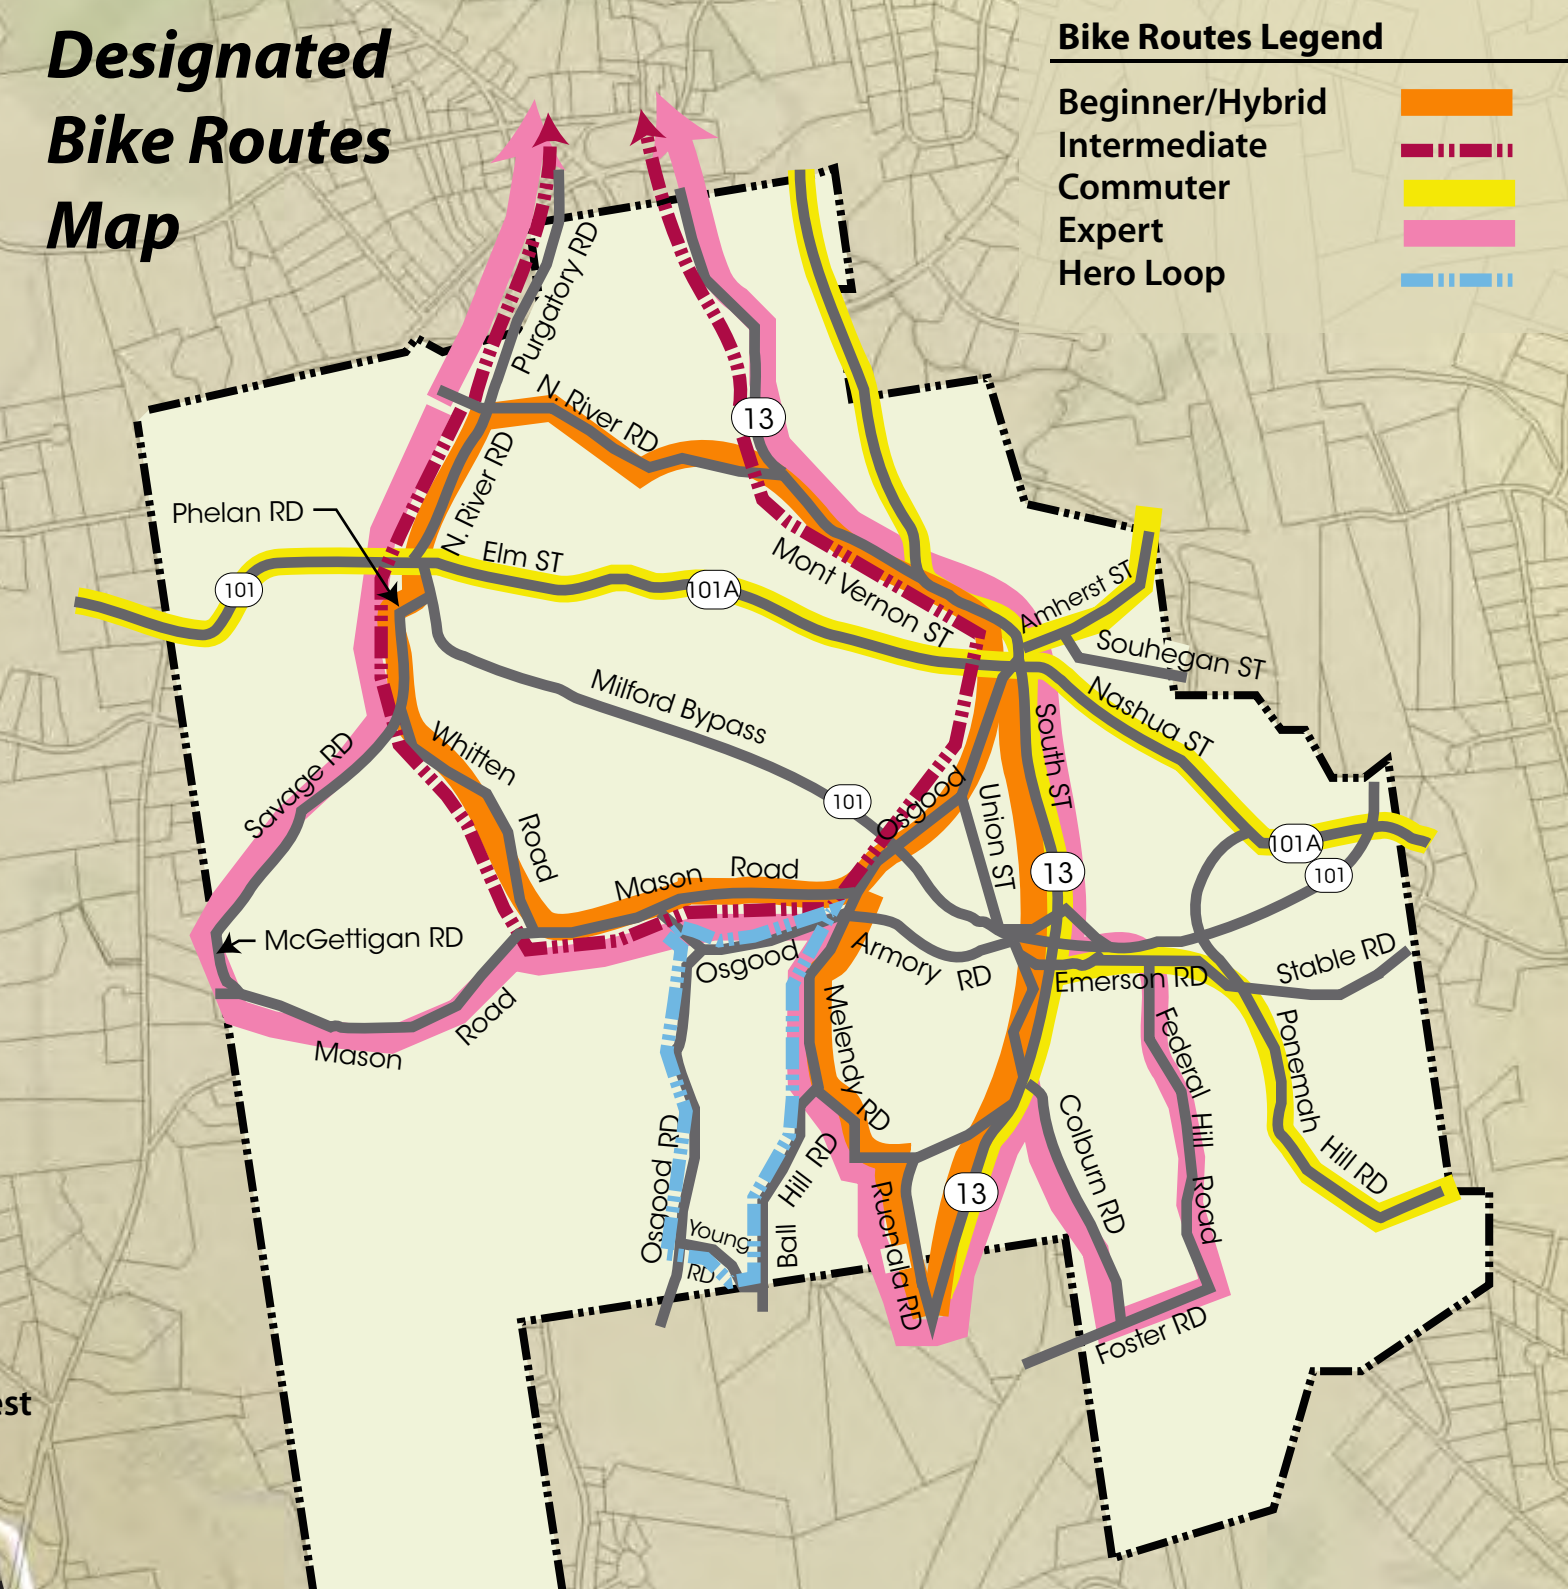 Designated
Bike Routes
Map
Bike Routes Legend
Beginner/Hybrid
Intermediate
Commuter
Expert
Hero Loop
Purgatory RD
N. River RD
13
N. River RD
Phelan RD
Elm ST
101
101A
Mont Vernon ST
Amherst ST
Souhegan ST
Milford Bypass
Nashua ST
South ST
Whitten
Road
Savage RD
101
Osgood
Union ST
101A
101
13
Mason Road
McGettigan RD
Osgood
Armory RD
Emerson RD
Stable RD
Mason Road
Melendy RD
Federal Hill Road
Ponemah
Hill RD
Colburn RD
Osgood RD
Young
RD
Ball Hill RD
Ruonala RD
13
Foster RD
est